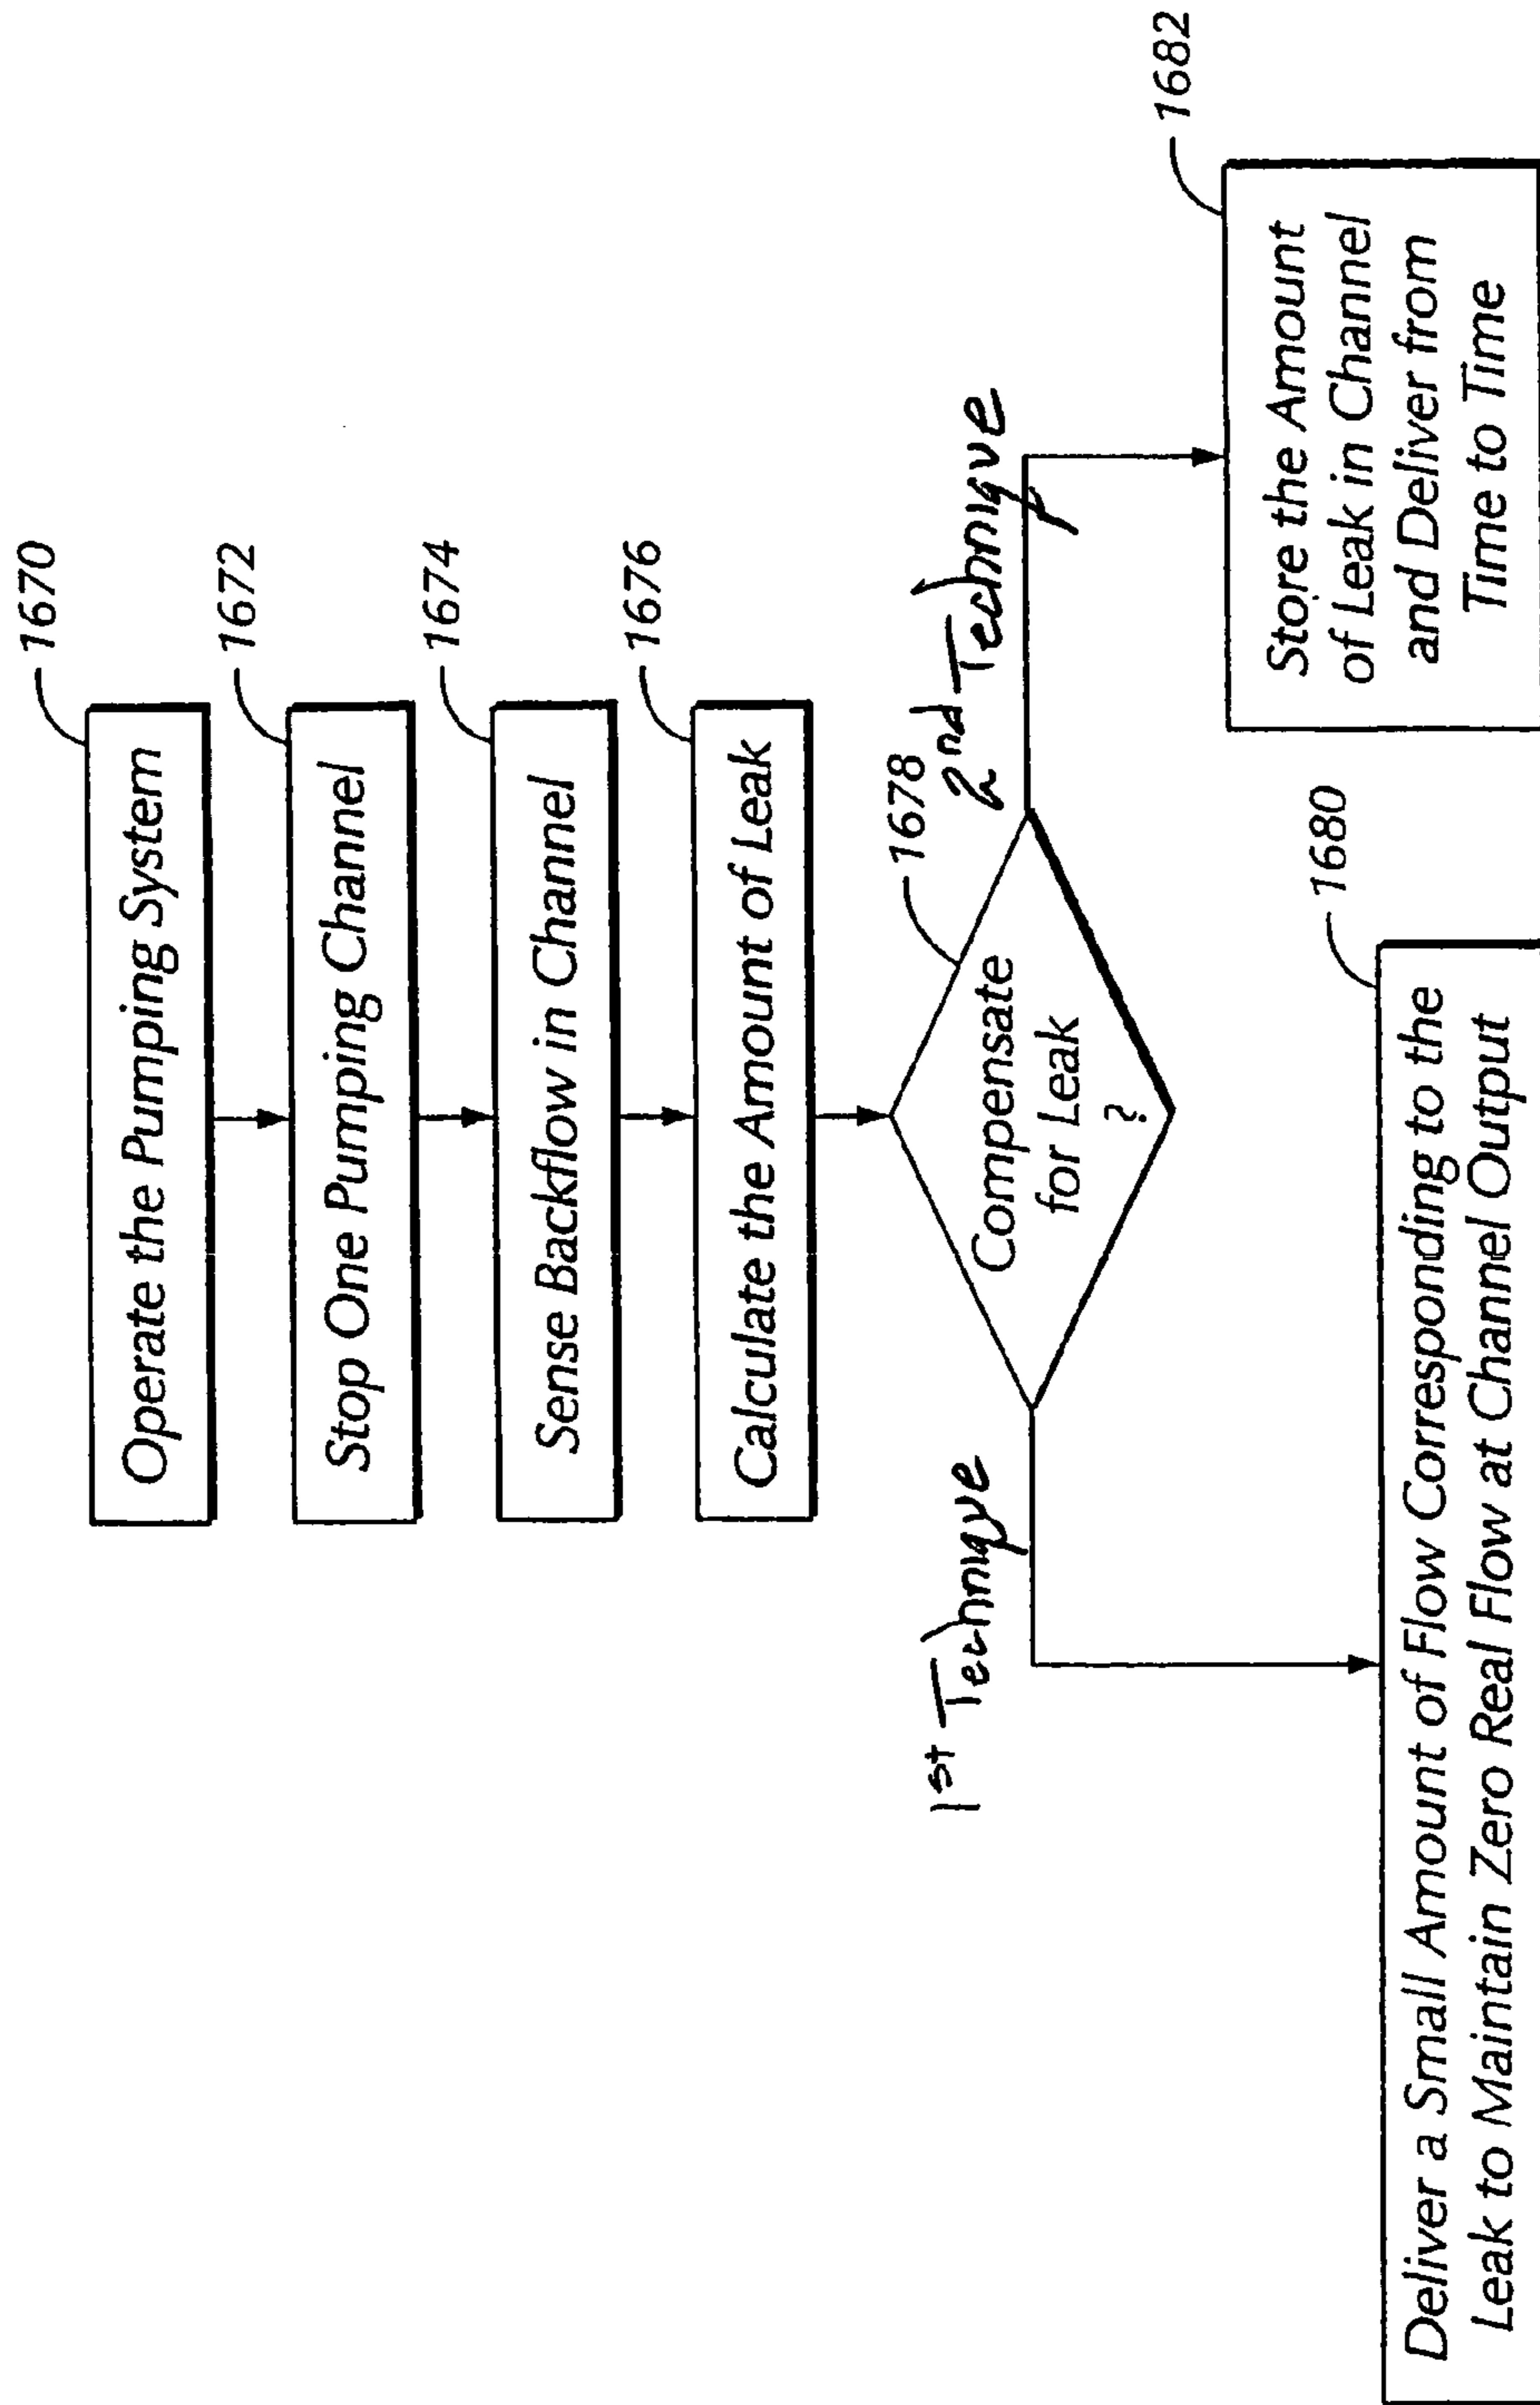 1670
Operate the Pumping System
1672
Stop One Pumping Channel
1674
Sense Backflow in Channel
1676
Calculate the Amount of Leak
1678
Compensate
for Leak
?
1st Technique
2nd Technique
1680
Deliver a Small Amount of Flow Corresponding to the
Leak to Maintain Zero Real Flow at Channel Output
1682
Store the Amount
of Leak in Channel
and Deliver from
Time to Time